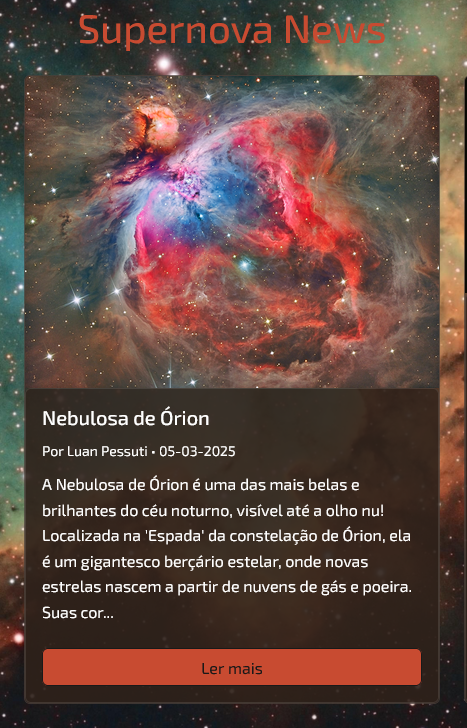 Supernova News
Nebulosa de Órion
Por Luan Pessuti • 05-03-2025
A Nebulosa de Órion é uma das mais belas e
brilhantes do céu noturno, visível até a olho nu!
Localizada na 'Espada' da constelação de Órion, ela
é um gigantesco berçário estelar, onde novas
estrelas nascem a partir de nuvens de gás e poeira.
Suas cor...
Ler mais